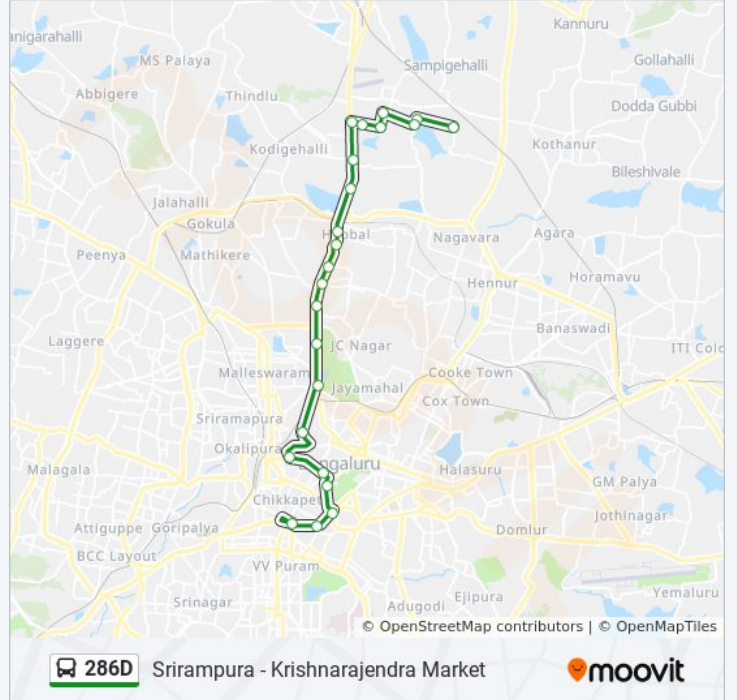 Kannuru
anigarahalli
MS Palaya
Sampigehalli
Gollahalli
Abbigere
Thindlu
Dodda Gubbi
Kodigehalli
Kothanur
Bileshivale
Jalahalli
Gokula
Hebbal
Nagavara
Agara
Peenya
Mathikere
Hennur
Horamavu
Banaswadi
Laggere
JC Nagar
ITI Colo
Malleswaram
Jayamahal
Cooke Town
Cox Town
Sriramapura
Okalipura
Bengaluru
Malagala
Halasuru
GM Palya
Chikkapet
Jothinagar
Attiguppe
Goripalya
Domlur
BCC Layout
VV Puram
Srinagar
Adugodi
Ejipura
Yemaluru
© OpenStreetMap contributors | © OpenMapTiles
286D Srirampura - Krishnarajendra Market
moovit